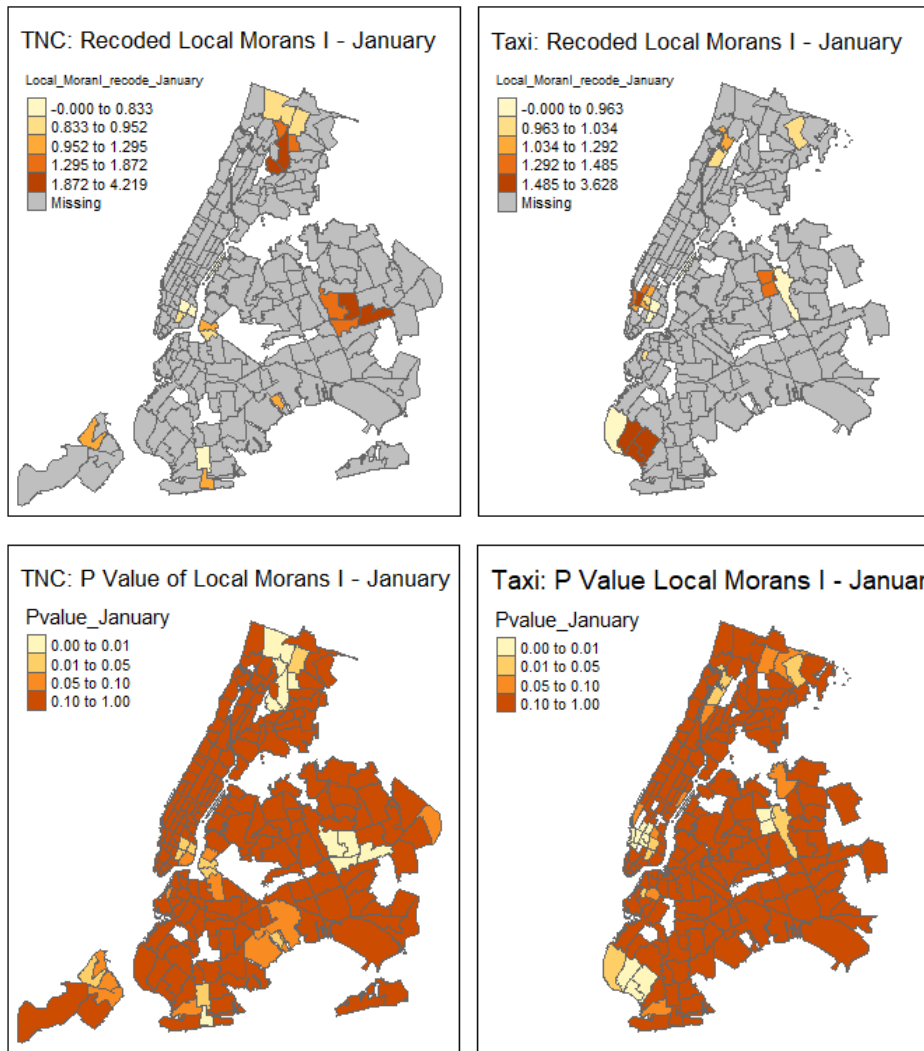 TNC: Recoded Local Morans I - January
Local_MoranI_recode_January
-0.000 to 0.833
0.833 to 0.952
0.952 to 1.295
1.295 to 1.872
1.872 to 4.219
Missing
Taxi: Recoded Local Morans I - January
Local_MoranI_recode_January
-0.000 to 0.963
0.963 to 1.034
1.034 to 1.292
1.292 to 1.485
1.485 to 3.628
Missing
TNC: P Value of Local Morans I - January
Pvalue_January
0.00 to 0.01
0.01 to 0.05
0.05 to 0.10
0.10 to 1.00
Taxi: P Value Local Morans I - Januar
Pvalue_January
0.00 to 0.01
0.01 to 0.05
0.05 to 0.10
0.10 to 1.00